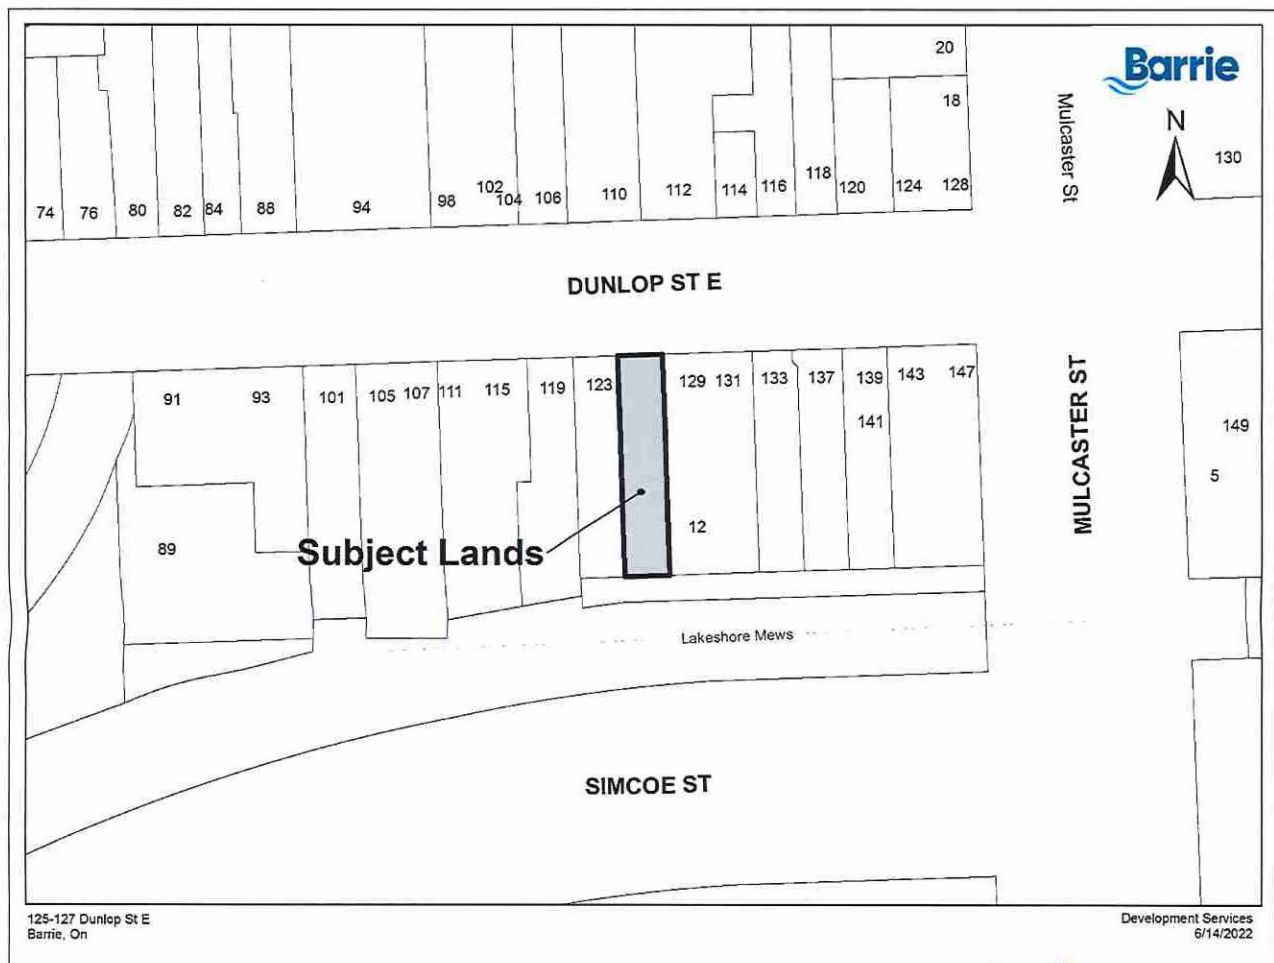 Barrie
N
20
18
Mulcaster St
130
74 76 80 82 84 88 94 98 102 104 106 110 112 114 116 118 120 124 128
DUNLOP ST E
91 93 101 105 107 111 115 119 123 129 131 133 137 139 143 147
141
MULCASTER ST
149
5
12
89
Subject Lands
Lakeshore Mews
SIMCOE ST
125-127 Dunlop St E
Barrie, On
Development Services
6/14/2022